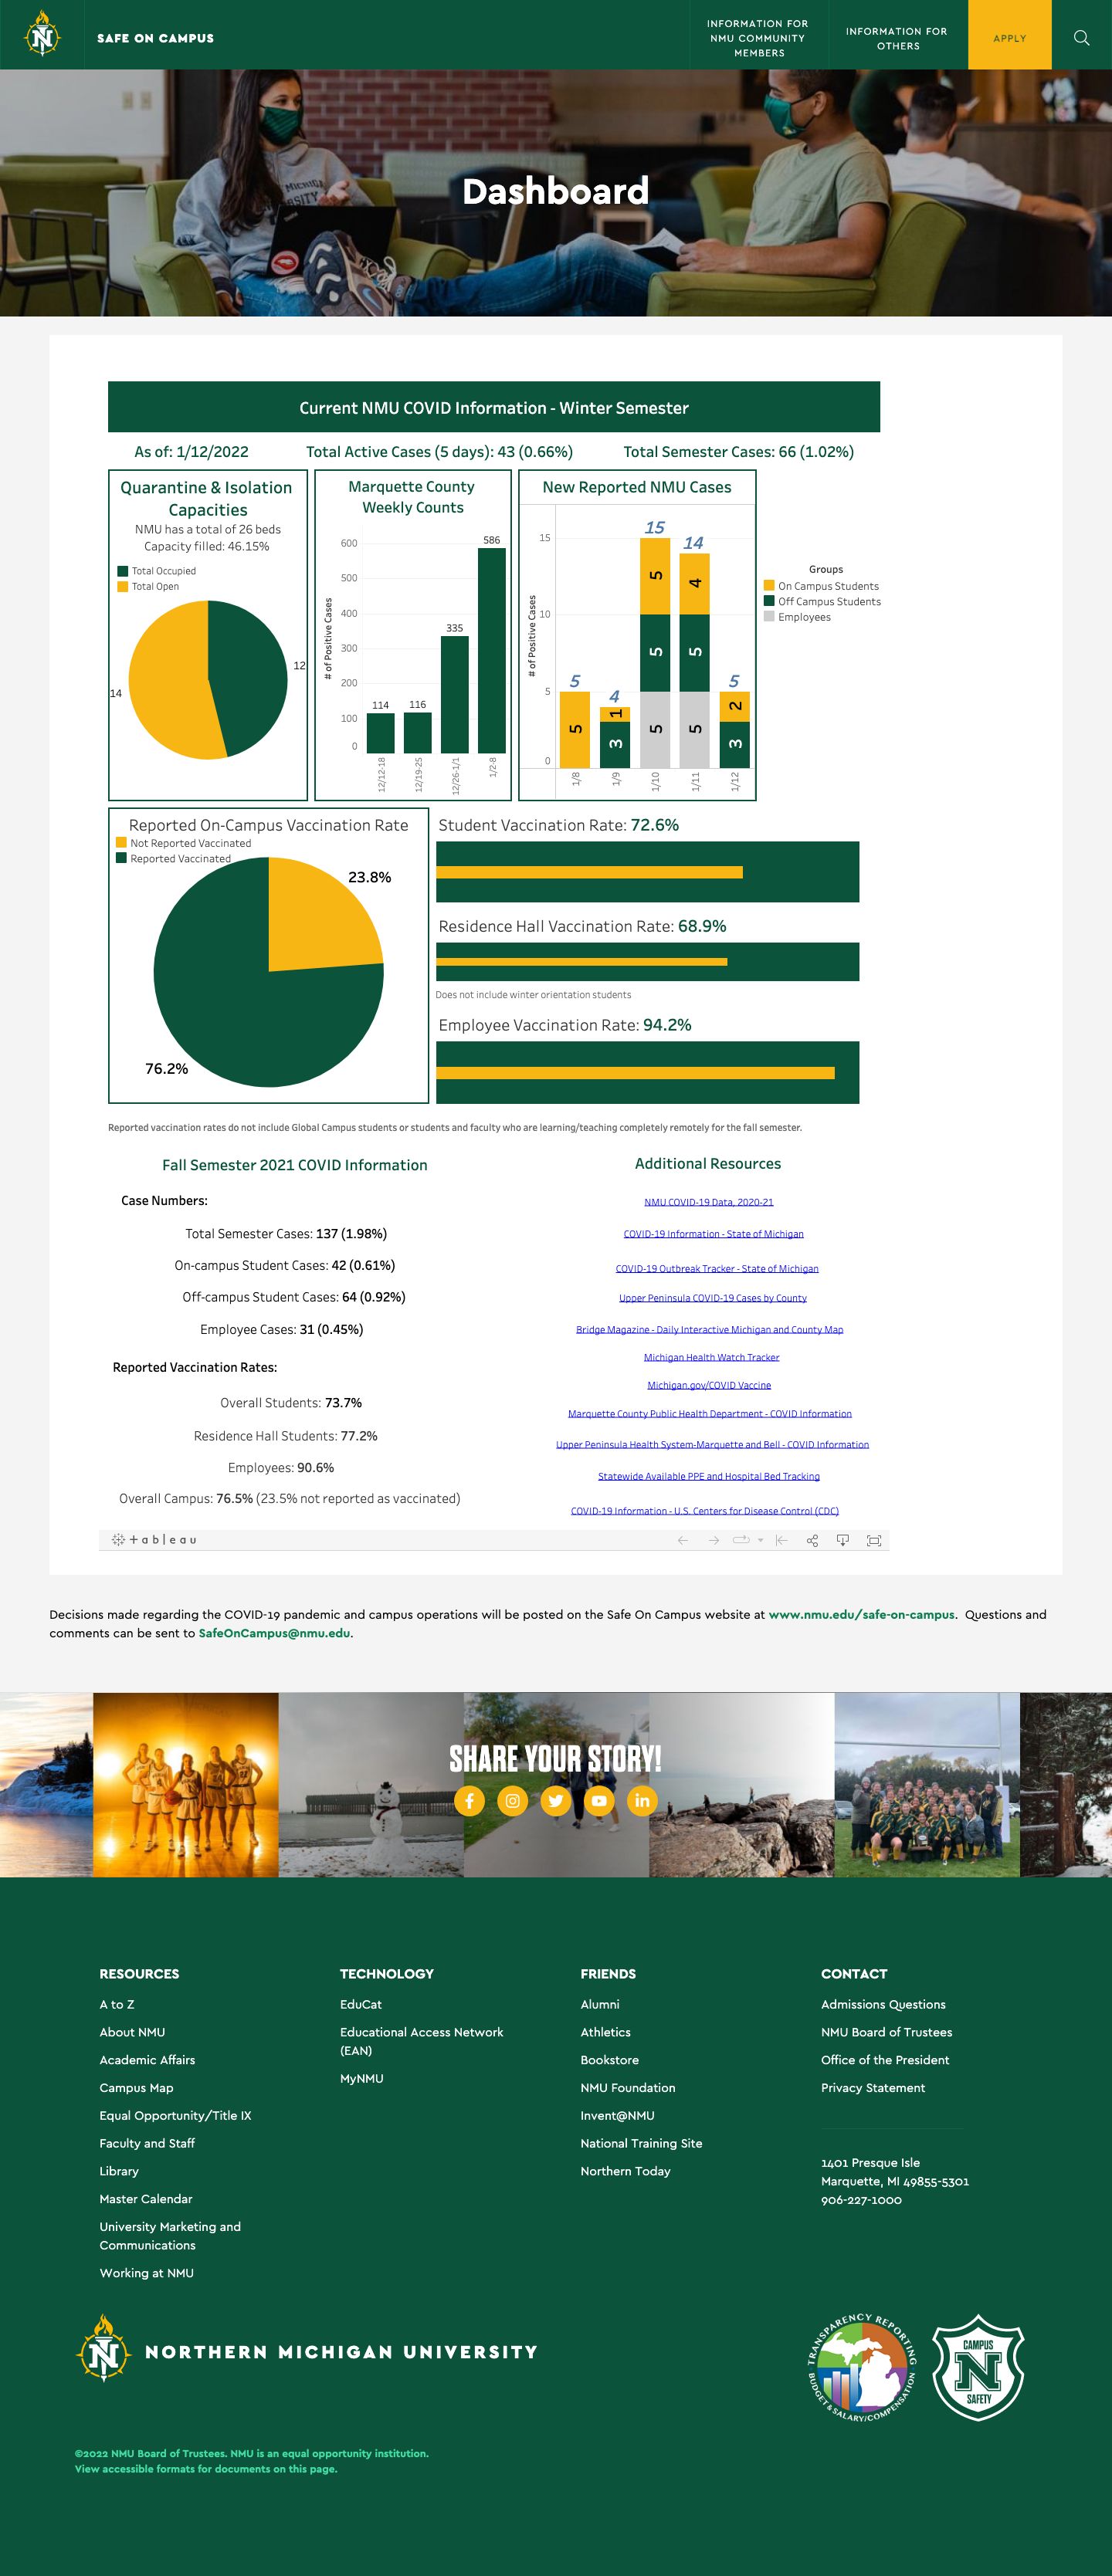 SAFE ON CAMPUS
INFORMATION FOR
NMU COMMUNITY
MEMBERS
INFORMATION FOR
OTHERS
APPLY
Dashboard
Current NMU COVID Information - Winter Semester
As of: 1/12/2022
Total Active Cases (5 days): 43 (0.66%)
Total Semester Cases: 66 (1.02%)
Quarantine & Isolation
Capacities
NMU has a total of 26 beds
Capacity filled: 46.15%
Total Occupied
Total Open
12
14
Marquette County
Weekly Counts
# of Positive Cases
600
500
400
300
200
100
0
114
116
335
586
12/12-18
12/19-25
12/26-1/1
1/2-8
New Reported NMU Cases
# of Positive Cases
15
10
5
0
5
4
15
14
5
5
1
3
5
5
5
4
5
5
2
3
1/8
1/9
1/10
1/11
1/12
Groups
On Campus Students
Off Campus Students
Employees
Reported On-Campus Vaccination Rate
Not Reported Vaccinated
Reported Vaccinated
23.8%
76.2%
Student Vaccination Rate: 72.6%
Residence Hall Vaccination Rate: 68.9%
Does not include winter orientation students
Employee Vaccination Rate: 94.2%
Reported vaccination rates do not include Global Campus students or students and faculty who are learning/teaching completely remotely for the fall semester.
Fall Semester 2021 COVID Information
Case Numbers:
Total Semester Cases: 137 (1.98%)
On-campus Student Cases: 42 (0.61%)
Off-campus Student Cases: 64 (0.92%)
Employee Cases: 31 (0.45%)
Reported Vaccination Rates:
Overall Students: 73.7%
Residence Hall Students: 77.2%
Employees: 90.6%
Overall Campus: 76.5% (23.5% not reported as vaccinated)
Additional Resources
NMU COVID-19 Data, 2020-21
COVID-19 Information - State of Michigan
COVID-19 Outbreak Tracker - State of Michigan
Upper Peninsula COVID-19 Cases by County
Bridge Magazine - Daily Interactive Michigan and County Map
Michigan Health Watch Tracker
Michigan.gov/COVID Vaccine
Marquette County Public Health Department - COVID Information
Upper Peninsula Health System-Marquette and Bell - COVID Information
Statewide Available PPE and Hospital Bed Tracking
COVID-19 Information - U.S. Centers for Disease Control (CDC)
+ableau
Decisions made regarding the COVID-19 pandemic and campus operations will be posted on the Safe On Campus website at www.nmu.edu/safe-on-campus. Questions and
comments can be sent to SafeOnCampus@nmu.edu.
SHARE YOUR STORY!
RESOURCES
A to Z
About NMU
Academic Affairs
Campus Map
Equal Opportunity/Title IX
Faculty and Staff
Library
Master Calendar
University Marketing and
Communications
Working at NMU
TECHNOLOGY
EduCat
Educational Access Network
(EAN)
MyNMU
FRIENDS
Alumni
Athletics
Bookstore
NMU Foundation
Invent@NMU
National Training Site
Northern Today
CONTACT
Admissions Questions
NMU Board of Trustees
Office of the President
Privacy Statement
1401 Presque Isle
Marquette, MI 49855-5301
906-227-1000
N
NORTHERN MICHIGAN UNIVERSITY
TRANSPARENCY REPORTING
BUDGET & SALARY/COMPENSATION
CAMPUS
N
SAFETY
©2022 NMU Board of Trustees. NMU is an equal opportunity institution.
View accessible formats for documents on this page.